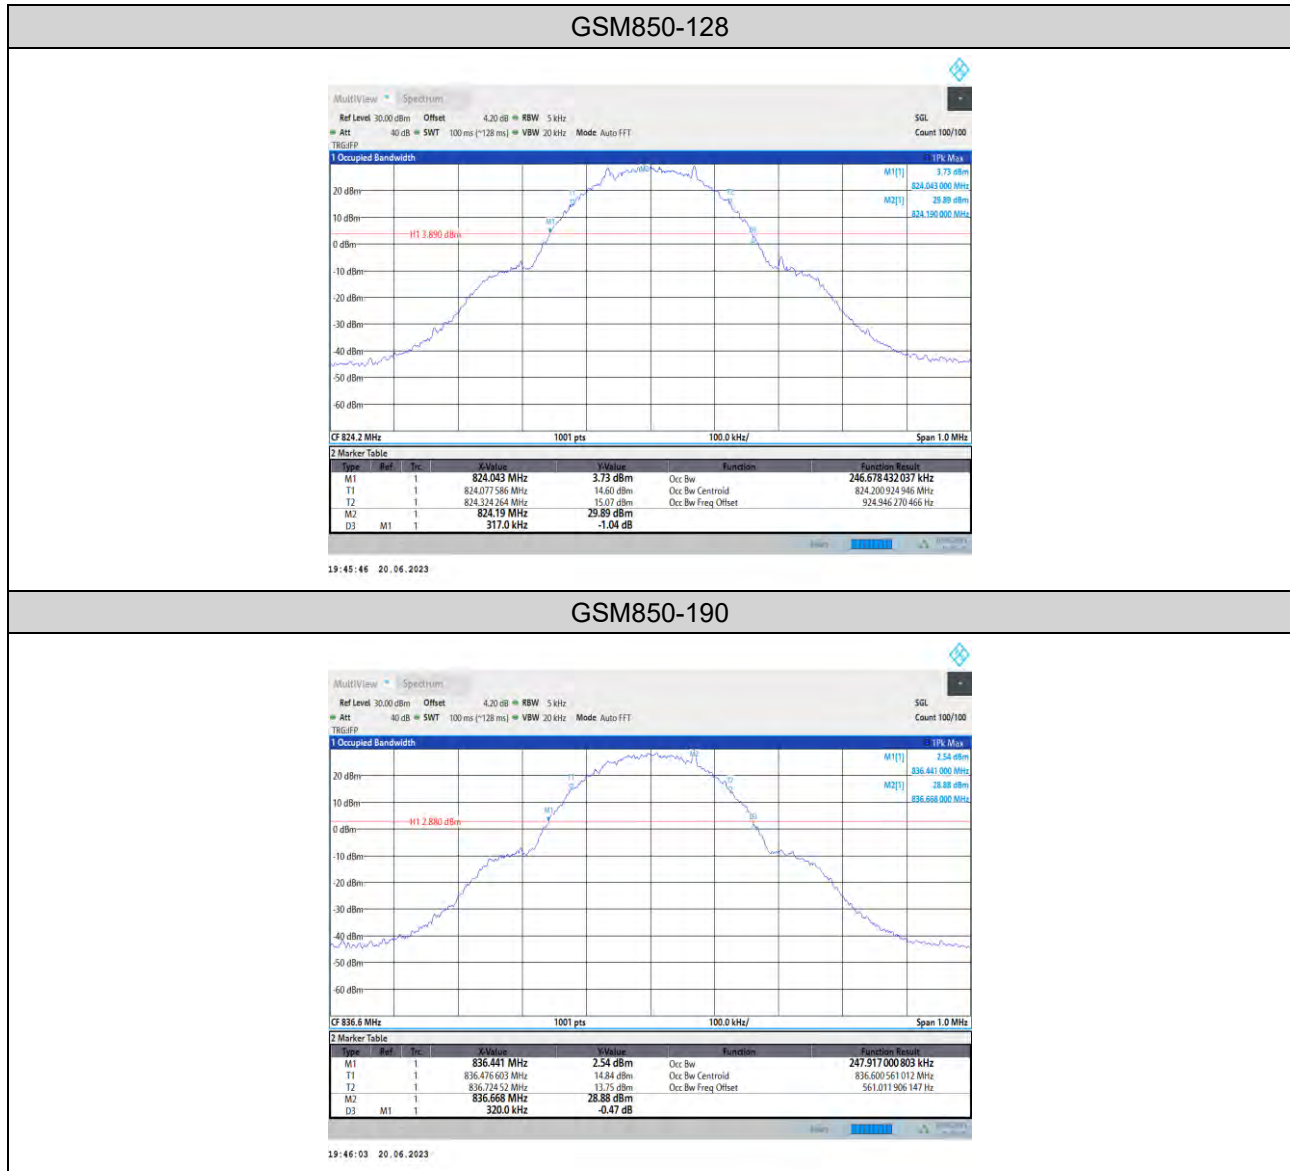 GSM850-128
MultiView Spectrum
Ref Level 30.00 dBm Offset 4.20 dB RBW 5 kHz SGL
Att 40 dB SWT 100 ms (~128 ms) VBW 20 kHz Mode Auto FFT Count 100/100
TRG:IFP
1 Occupied Bandwidth 1Pk Max
M1[1] 3.73 dBm
824.043 000 MHz
M2[1] 29.89 dBm
824.190 000 MHz
M2
T1
T2
M1
D3
20 dBm
10 dBm
H1 3.890 dBm
0 dBm
-10 dBm
-20 dBm
-30 dBm
-40 dBm
-50 dBm
-60 dBm
CF 824.2 MHz 1001 pts 100.0 kHz/ Span 1.0 MHz
2 Marker Table
Type Ref Trc X-Value Y-Value Function Function Result
M1 1 824.043 MHz 3.73 dBm Occ Bw 246.678 432 037 kHz
T1 1 824.077 586 MHz 14.60 dBm Occ Bw Centroid 824.200 924 946 MHz
T2 1 824.324 264 MHz 15.07 dBm Occ Bw Freq Offset 924.946 270 466 Hz
M2 1 824.19 MHz 29.89 dBm
D3 M1 1 317.0 kHz -1.04 dB
19:45:46 20.06.2023
GSM850-190
MultiView Spectrum
Ref Level 30.00 dBm Offset 4.20 dB RBW 5 kHz SGL
Att 40 dB SWT 100 ms (~128 ms) VBW 20 kHz Mode Auto FFT Count 100/100
TRG:IFP
1 Occupied Bandwidth 1Pk Max
M1[1] 2.54 dBm
836.441 000 MHz
M2[1] 28.88 dBm
836.668 000 MHz
M2
T1
T2
M1
D3
20 dBm
10 dBm
H1 2.880 dBm
0 dBm
-10 dBm
-20 dBm
-30 dBm
-40 dBm
-50 dBm
-60 dBm
CF 836.6 MHz 1001 pts 100.0 kHz/ Span 1.0 MHz
2 Marker Table
Type Ref Trc X-Value Y-Value Function Function Result
M1 1 836.441 MHz 2.54 dBm Occ Bw 247.917 000 803 kHz
T1 1 836.476 603 MHz 14.84 dBm Occ Bw Centroid 836.600 561 012 MHz
T2 1 836.724 52 MHz 13.75 dBm Occ Bw Freq Offset 561.011 906 147 Hz
M2 1 836.668 MHz 28.88 dBm
D3 M1 1 320.0 kHz -0.47 dB
19:46:03 20.06.2023